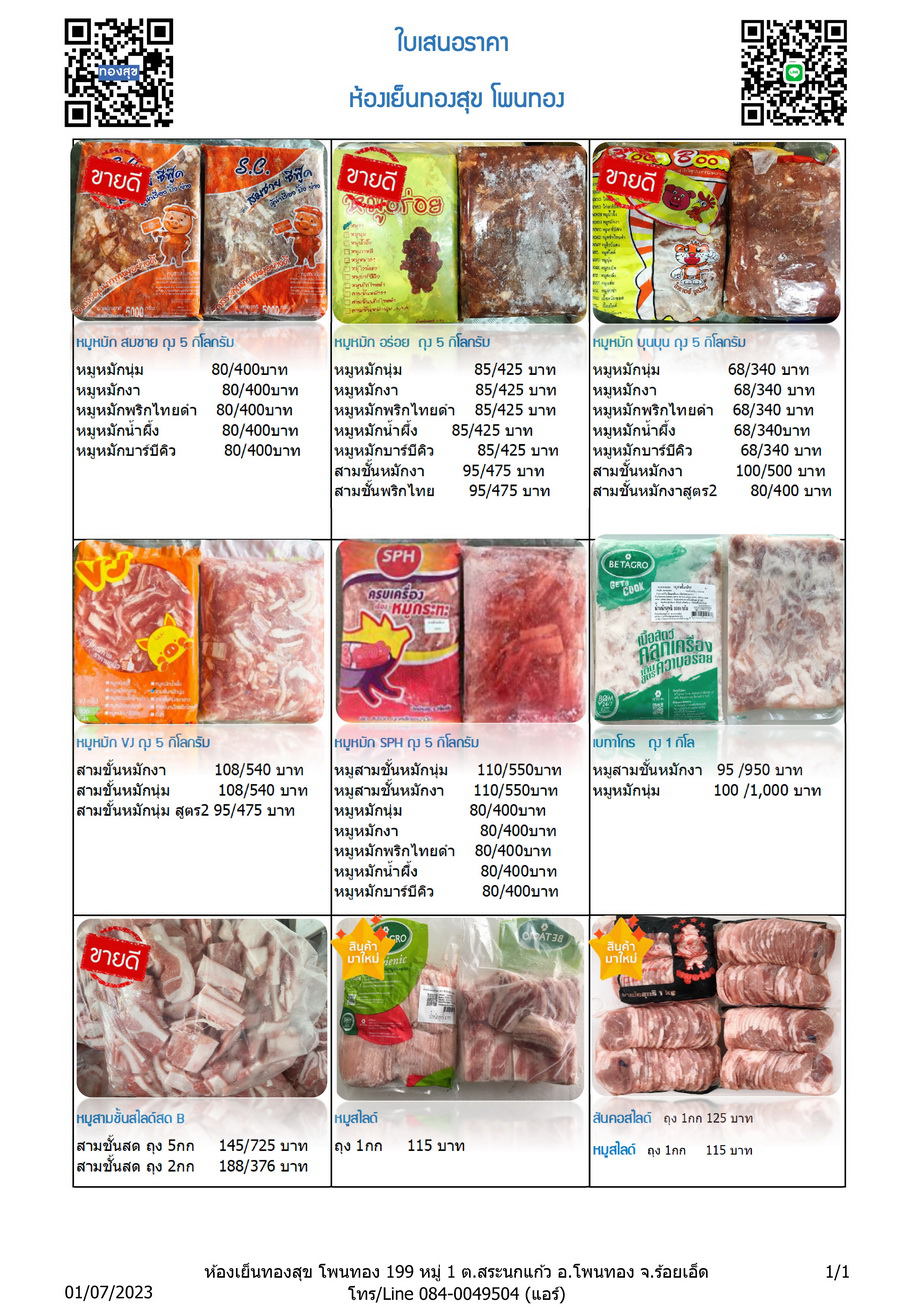 ใบเสนอราคา
ทองสุข
ห้องเย็นทองสุข โพนทอง
ขายดี
S.C.
สมชาย ซีฟู๊ด
5000
5000
ขายดี
หมูอร่อย
ขายดี
หมูหมัก สมชาย ถุง 5 กิโลกรัม
หมูหมักนุ่ม 80/400บาท
หมูหมักงา 80/400บาท
หมูหมักพริกไทยดำ 80/400บาท
หมูหมักน้ำผึ้ง 80/400บาท
หมูหมักบาร์บีคิว 80/400บาท
หมูหมัก อร่อย ถุง 5 กิโลกรัม
หมูหมักนุ่ม 85/425 บาท
หมูหมักงา 85/425 บาท
หมูหมักพริกไทยดำ 85/425 บาท
หมูหมักน้ำผึ้ง 85/425 บาท
หมูหมักบาร์บีคิว 85/425 บาท
สามชั้นหมักงา 95/475 บาท
สามชั้นพริกไทย 95/475 บาท
หมูหมัก บุนบุน ถุง 5 กิโลกรัม
หมูหมักนุ่ม 68/340 บาท
หมูหมักงา 68/340 บาท
หมูหมักพริกไทยดำ 68/340 บาท
หมูหมักน้ำผึ้ง 68/340บาท
หมูหมักบาร์บีคิว 68/340 บาท
สามชั้นหมักงา 100/500 บาท
สามชั้นหมักงาสูตร2 80/400 บาท
VJ
SPH
ครบเครื่อง
เรื่อง หมูกระทะ
BETAGRO
BETA COOK
เนื้อสัตว์
คลุกเครื่อง
เต็มสูตรความอร่อย
หมูหมัก VJ ถุง 5 กิโลกรัม
สามชั้นหมักงา 108/540 บาท
สามชั้นหมักนุ่ม 108/540 บาท
สามชั้นหมักนุ่ม สูตร2 95/475 บาท
หมูหมัก SPH ถุง 5 กิโลกรัม
หมูสามชั้นหมักนุ่ม 110/550บาท
หมูสามชั้นหมักงา 110/550บาท
หมูหมักนุ่ม 80/400บาท
หมูหมักงา 80/400บาท
หมูหมักพริกไทยดำ 80/400บาท
หมูหมักน้ำผึ้ง 80/400บาท
หมูหมักบาร์บีคิว 80/400บาท
เบทาโกร ถุง 1 กิโล
หมูสามชั้นหมักงา 95 /950 บาท
หมูหมักนุ่ม 100 /1,000 บาท
ขายดี
สินค้า
มาใหม่
BETAGRO
สินค้า
มาใหม่
หมูสามชั้นสไลด์สด B
สามชั้นสด ถุง 5กก 145/725 บาท
สามชั้นสด ถุง 2กก 188/376 บาท
หมูสไลด์
ถุง 1กก 115 บาท
สันคอสไลด์ ถุง 1กก 125 บาท
หมูสไลด์ ถุง 1กก 115 บาท
ห้องเย็นทองสุข โพนทอง 199 หมู่ 1 ต.สระนกแก้ว อ.โพนทอง จ.ร้อยเอ็ด
1/1
01/07/2023
โทร/Line 084-0049504 (แอร์)